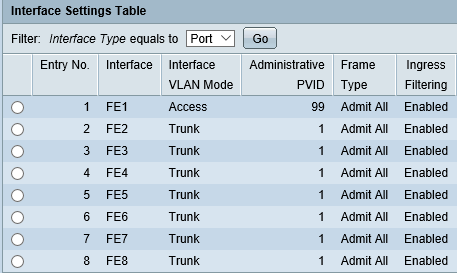 Interface Settings Table
Filter: Interface Type equals to Port Go
Entry No. Interface Interface VLAN Mode Administrative PVID Frame Type Ingress Filtering
1 FE1 Access 99 Admit All Enabled
2 FE2 Trunk 1 Admit All Enabled
3 FE3 Trunk 1 Admit All Enabled
4 FE4 Trunk 1 Admit All Enabled
5 FE5 Trunk 1 Admit All Enabled
6 FE6 Trunk 1 Admit All Enabled
7 FE7 Trunk 1 Admit All Enabled
8 FE8 Trunk 1 Admit All Enabled